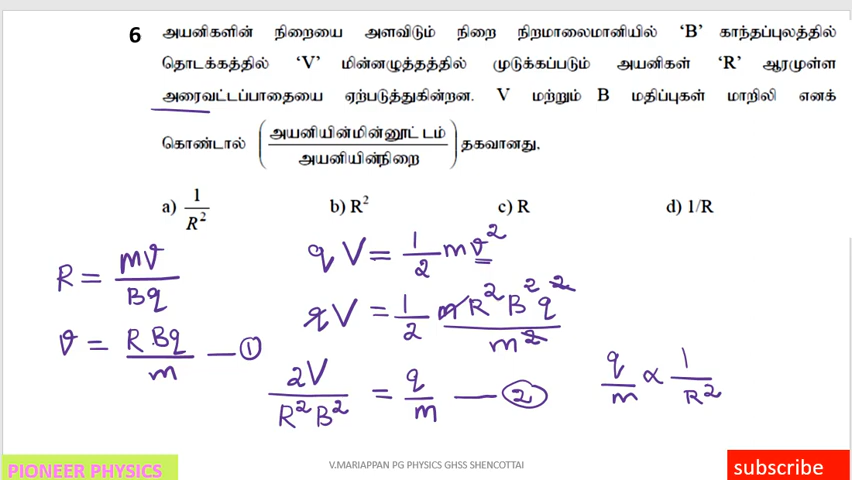 6 அயனிகளின் நிறையை அளவிடும் நிறை நிறமாலைமானியில் ‘B’ காந்தப்புலத்தில்
தொடக்கத்தில் ‘V’ மின்னழுத்தத்தில் முடுக்கப்படும் அயனிகள் ‘R’ ஆரமுள்ள
அரைவட்டப்பாதையை ஏற்படுத்துகின்றன. V மற்றும் B மதிப்புகள் மாறிலி எனக்
கொண்டால் (அயனியின்மின்னூட்டம் / அயனியின்நிறை) தகவானது.
a) 1/R² b) R² c) R d) 1/R
R = mv/Bq
v = R.Bq/m — ①
qV = 1/2 mv²
qV = 1/2 mR²B²q²/m²
2V/R²B² = q/m — ②
q/m ∝ 1/R²
PIONEER PHYSICS
V.MARIAPPAN PG PHYSICS GHSS SHENCOTTAI
subscribe